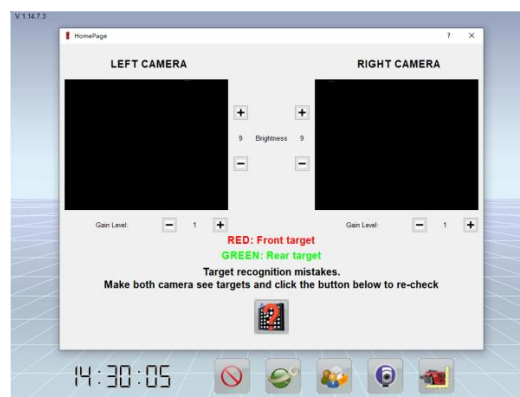 V 1.14.7.3
HomePage
LEFT CAMERA
RIGHT CAMERA
9 Brightness 9
Gain Level: 1
Gain Level: 1
RED: Front target
GREEN: Rear target
Target recognition mistakes.
Make both camera see targets and click the button below to re-check
14:30:05